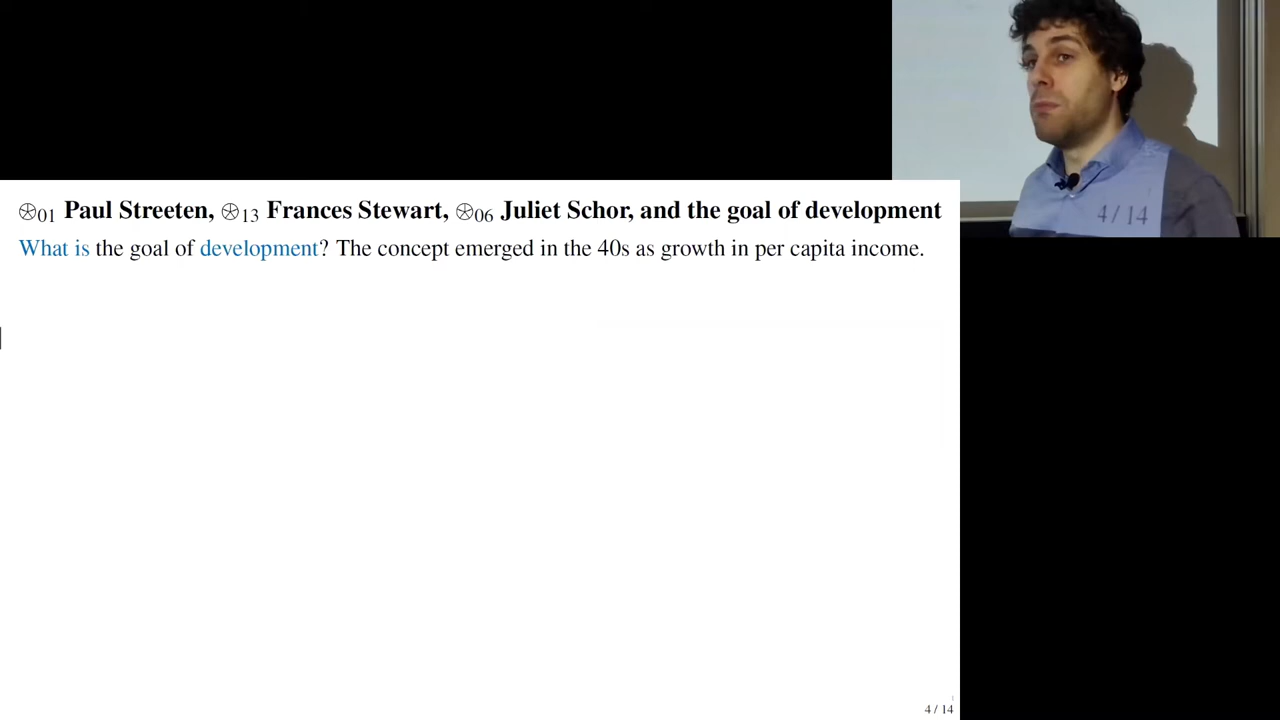 ⊛01 Paul Streeten, ⊛13 Frances Stewart, ⊛06 Juliet Schor, and the goal of development
What is the goal of development? The concept emerged in the 40s as growth in per capita income.
4 / 14
4 / 14